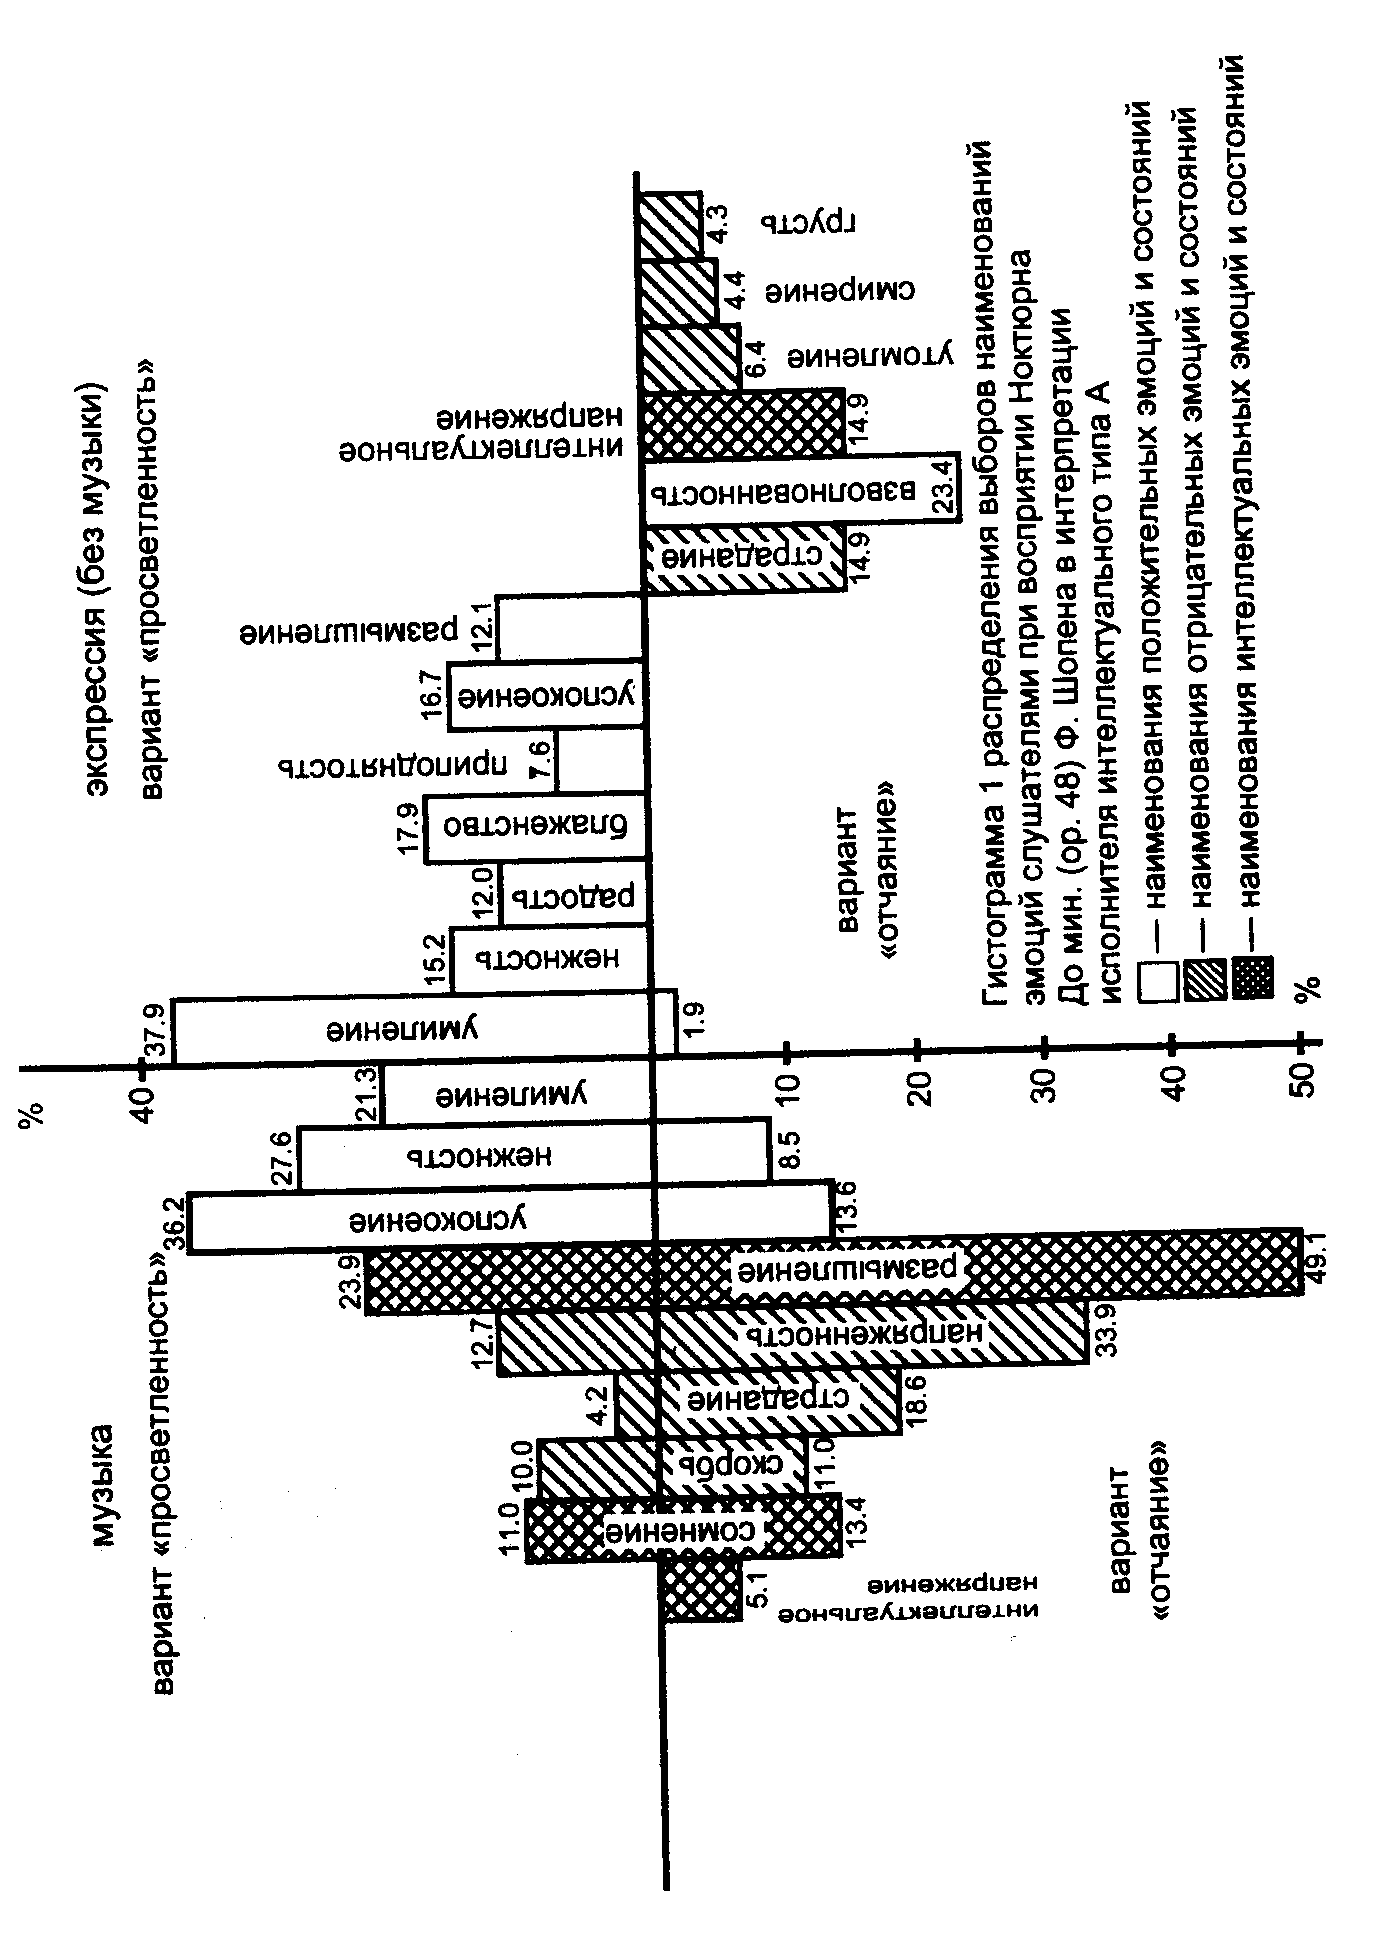 %
40
музыка
вариант «просветленность»
экспрессия (без музыки)
вариант «просветленность»
11.0
10.0
4.2
12.7
23.9
36.2
27.6
21.3
37.9
15.2
12.0
17.9
7.6
16.7
12.1
успокоение
нежность
умиление
умиление
нежность
радость
блаженство
приподнятость
успокоение
размышление
интеллектуальное
напряжение
сомнение
скорбь
страдание
напряженность
размышление
страдание
взволнованность
интеллектуальное
напряжение
утомление
смирение
грусть
5.1
13.4
11.0
18.6
33.9
49.1
13.6
8.5
1.9
14.9
23.4
14.9
6.4
4.4
4.3
10
20
30
40
50
%
вариант
«отчаяние»
вариант
«отчаяние»
Гистограмма 1 распределения выборов наименований
эмоций слушателями при восприятии Ноктюрна
До мин. (ор. 48) Ф. Шопена в интерпретации
исполнителя интеллектуального типа А
— наименования положительных эмоций и состояний
— наименования отрицательных эмоций и состояний
— наименования интеллектуальных эмоций и состояний